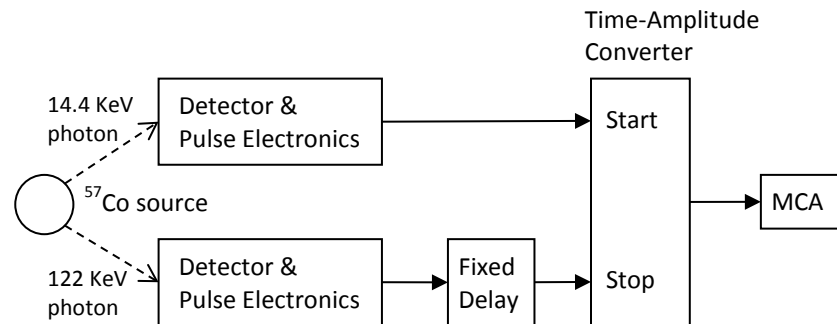 Time-Amplitude
Converter
14.4 KeV
photon
Detector &
Pulse Electronics
Start
⁵⁷Co source
MCA
122 KeV
photon
Detector &
Pulse Electronics
Fixed
Delay
Stop